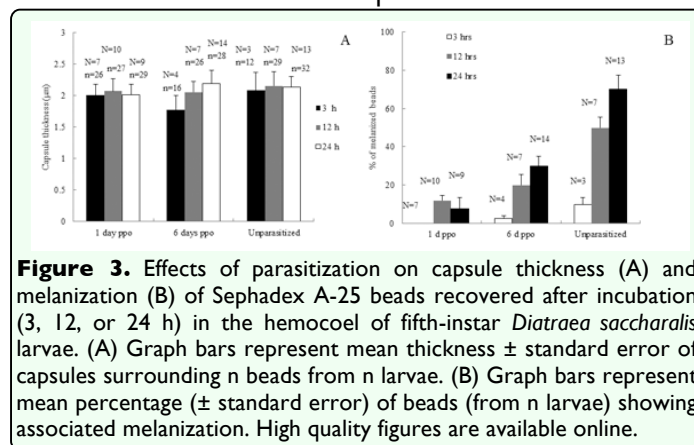 A
B
3
2.5
2
1.5
1
0.5
0
Capsule thickness (µm)
N=7
n=26
N=10
n=27
N=9
n=29
N=4
n=16
N=7
n=26
N=14
n=28
N=3
n=12
N=7
n=29
N=13
n=32
3 h
12 h
24 h
1 day ppo
6 days ppo
Unparasitized
100
80
60
40
20
0
% of melanized beads
3 hrs
12 hrs
24 hrs
N=7
N=10
N=9
N=4
N=7
N=14
N=3
N=7
N=13
1 d ppo
6 d ppo
Unparasitized
Figure 3. Effects of parasitization on capsule thickness (A) and
melanization (B) of Sephadex A-25 beads recovered after incubation
(3, 12, or 24 h) in the hemocoel of fifth-instar Diatraea saccharalis
larvae. (A) Graph bars represent mean thickness ± standard error of
capsules surrounding n beads from n larvae. (B) Graph bars represent
mean percentage (± standard error) of beads (from n larvae) showing
associated melanization. High quality figures are available online.